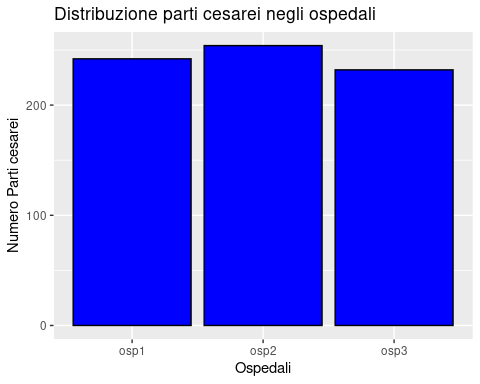 Distribuzione parti cesarei negli ospedali
Numero Parti cesarei
200
100
0
osp1 osp2 osp3
Ospedali